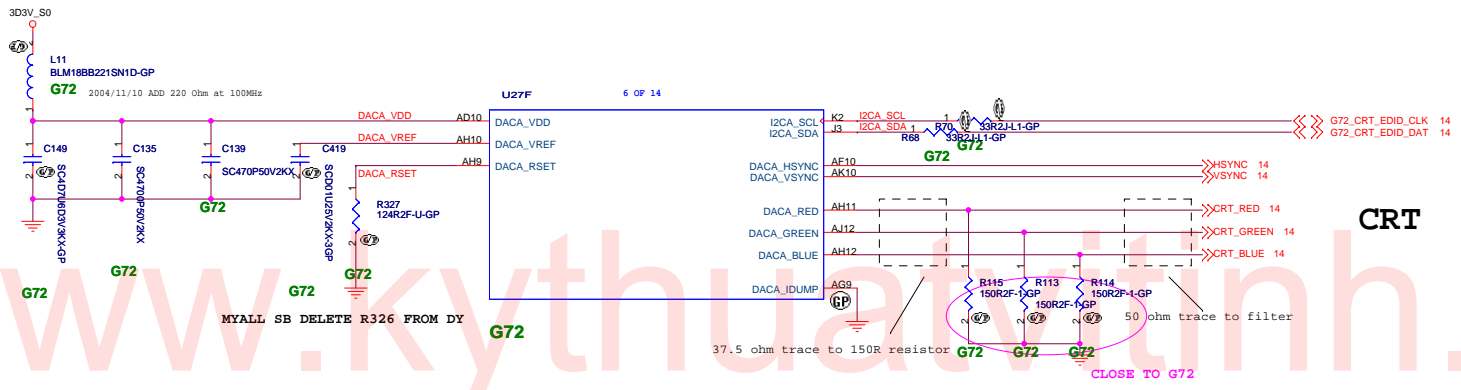 3D3V_S0
L11
BLM18BB221SN1D-GP
G72 2004/11/10 ADD 220 Ohm at 100MHz
2
1
U27F
6 OF 14
DACA_VDD AD10 DACA_VDD
DACA_VREF AH10 DACA_VREF
DACA_RSET AH9 DACA_RSET
I2CA_SCL K2 I2CA_SCL
I2CA_SDA J3 I2CA_SDA
1 R70 33R2J-L1-GP
R68 1 33R2J-L1-GP
G72
G72
G72_CRT_EDID_CLK 14
G72_CRT_EDID_DAT 14
DACA_HSYNC AF10 HSYNC 14
DACA_VSYNC AK10 VSYNC 14
DACA_RED AH11 CRT_RED 14
DACA_GREEN AJ12 CRT_GREEN 14
DACA_BLUE AH12 CRT_BLUE 14
DACA_IDUMP AG9
GP
CRT
C149
SC4D7U6D3V3KX-GP
G72
C135
SC4700P50V2KX
G72
C139
SC470P50V2KX
G72
C419
SCD01U25V2KX-3GP
G72
R327
124R2F-U-GP
G72
MYALL SB DELETE R326 FROM DY
G72
R115
150R2F-1-GP
G72
R113
150R2F-1-GP
G72
R114
150R2F-1-GP
G72
50 ohm trace to filter
37.5 ohm trace to 150R resistor
CLOSE TO G72
www.kythuatvitinh.